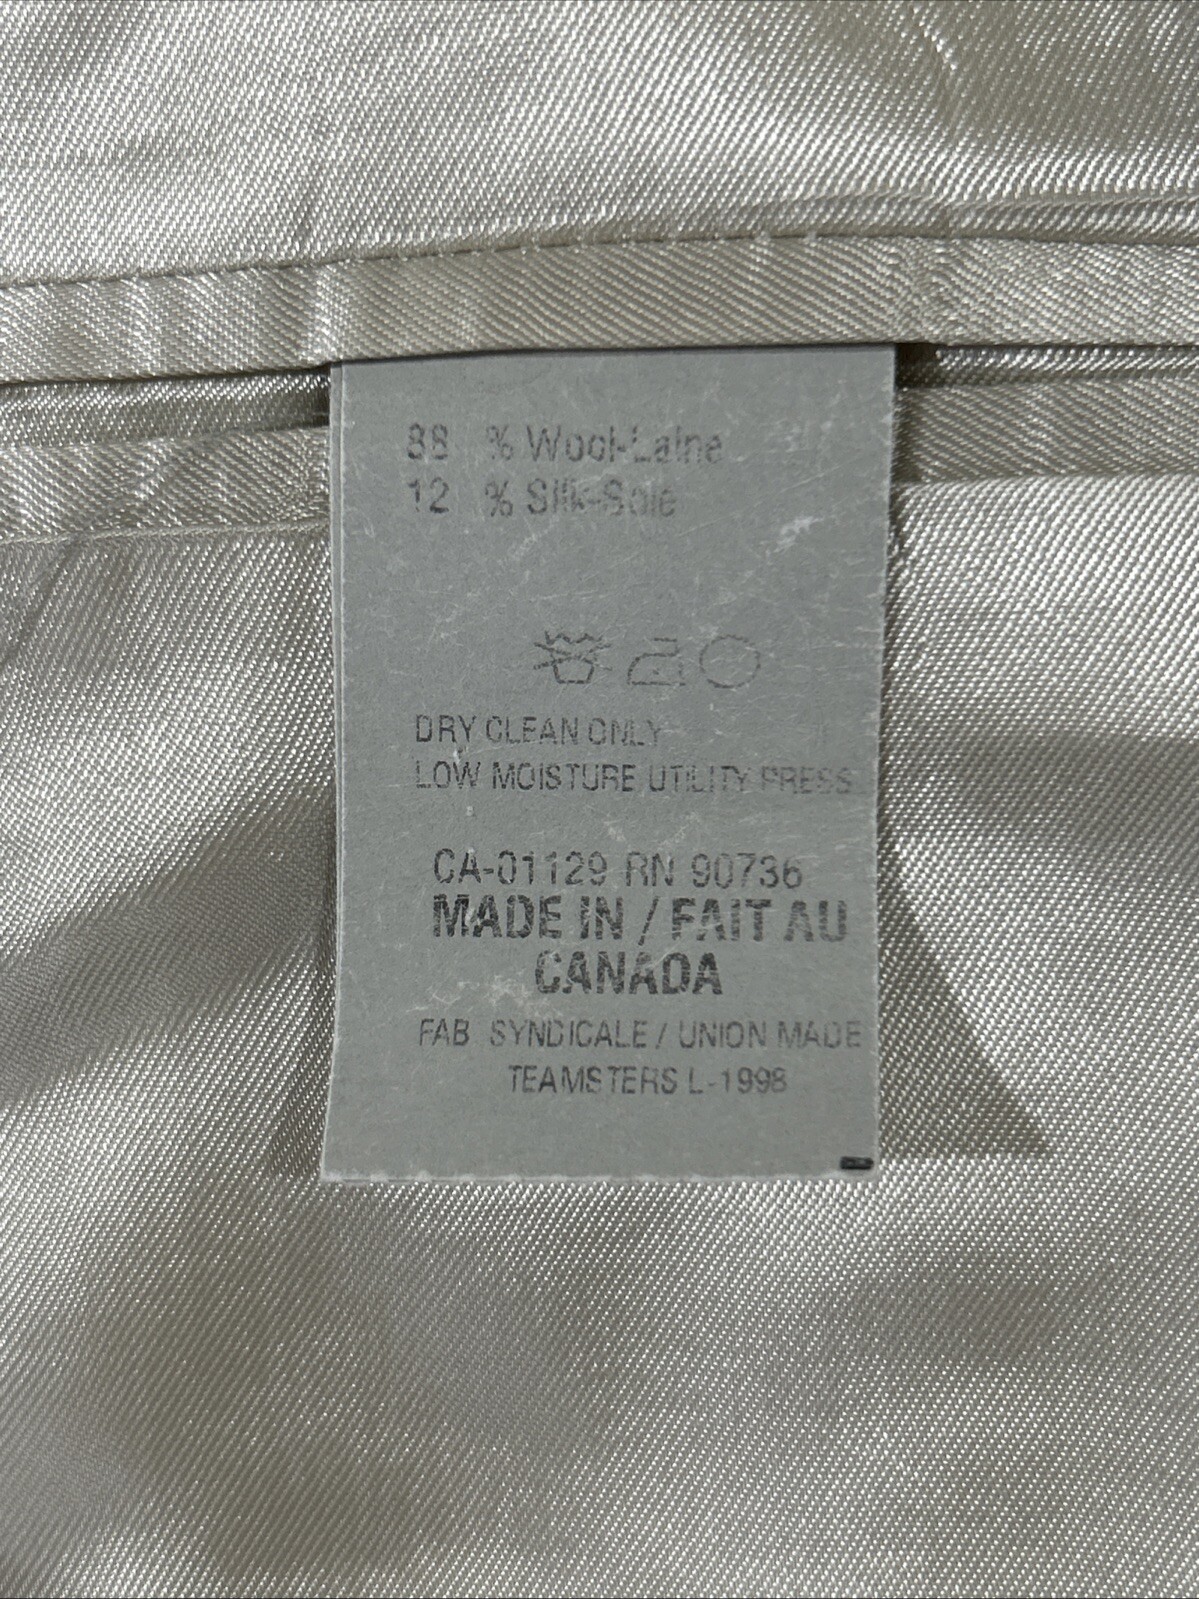 88 % Wool-Laine
12 % Silk-Soie
DRY CLEAN ONLY
LOW MOISTURE UTILITY PRESS
CA-01129 RN 90736
MADE IN / FAIT AU
CANADA
FAB SYNDICALE / UNION MADE
TEAMSTERS L-1998